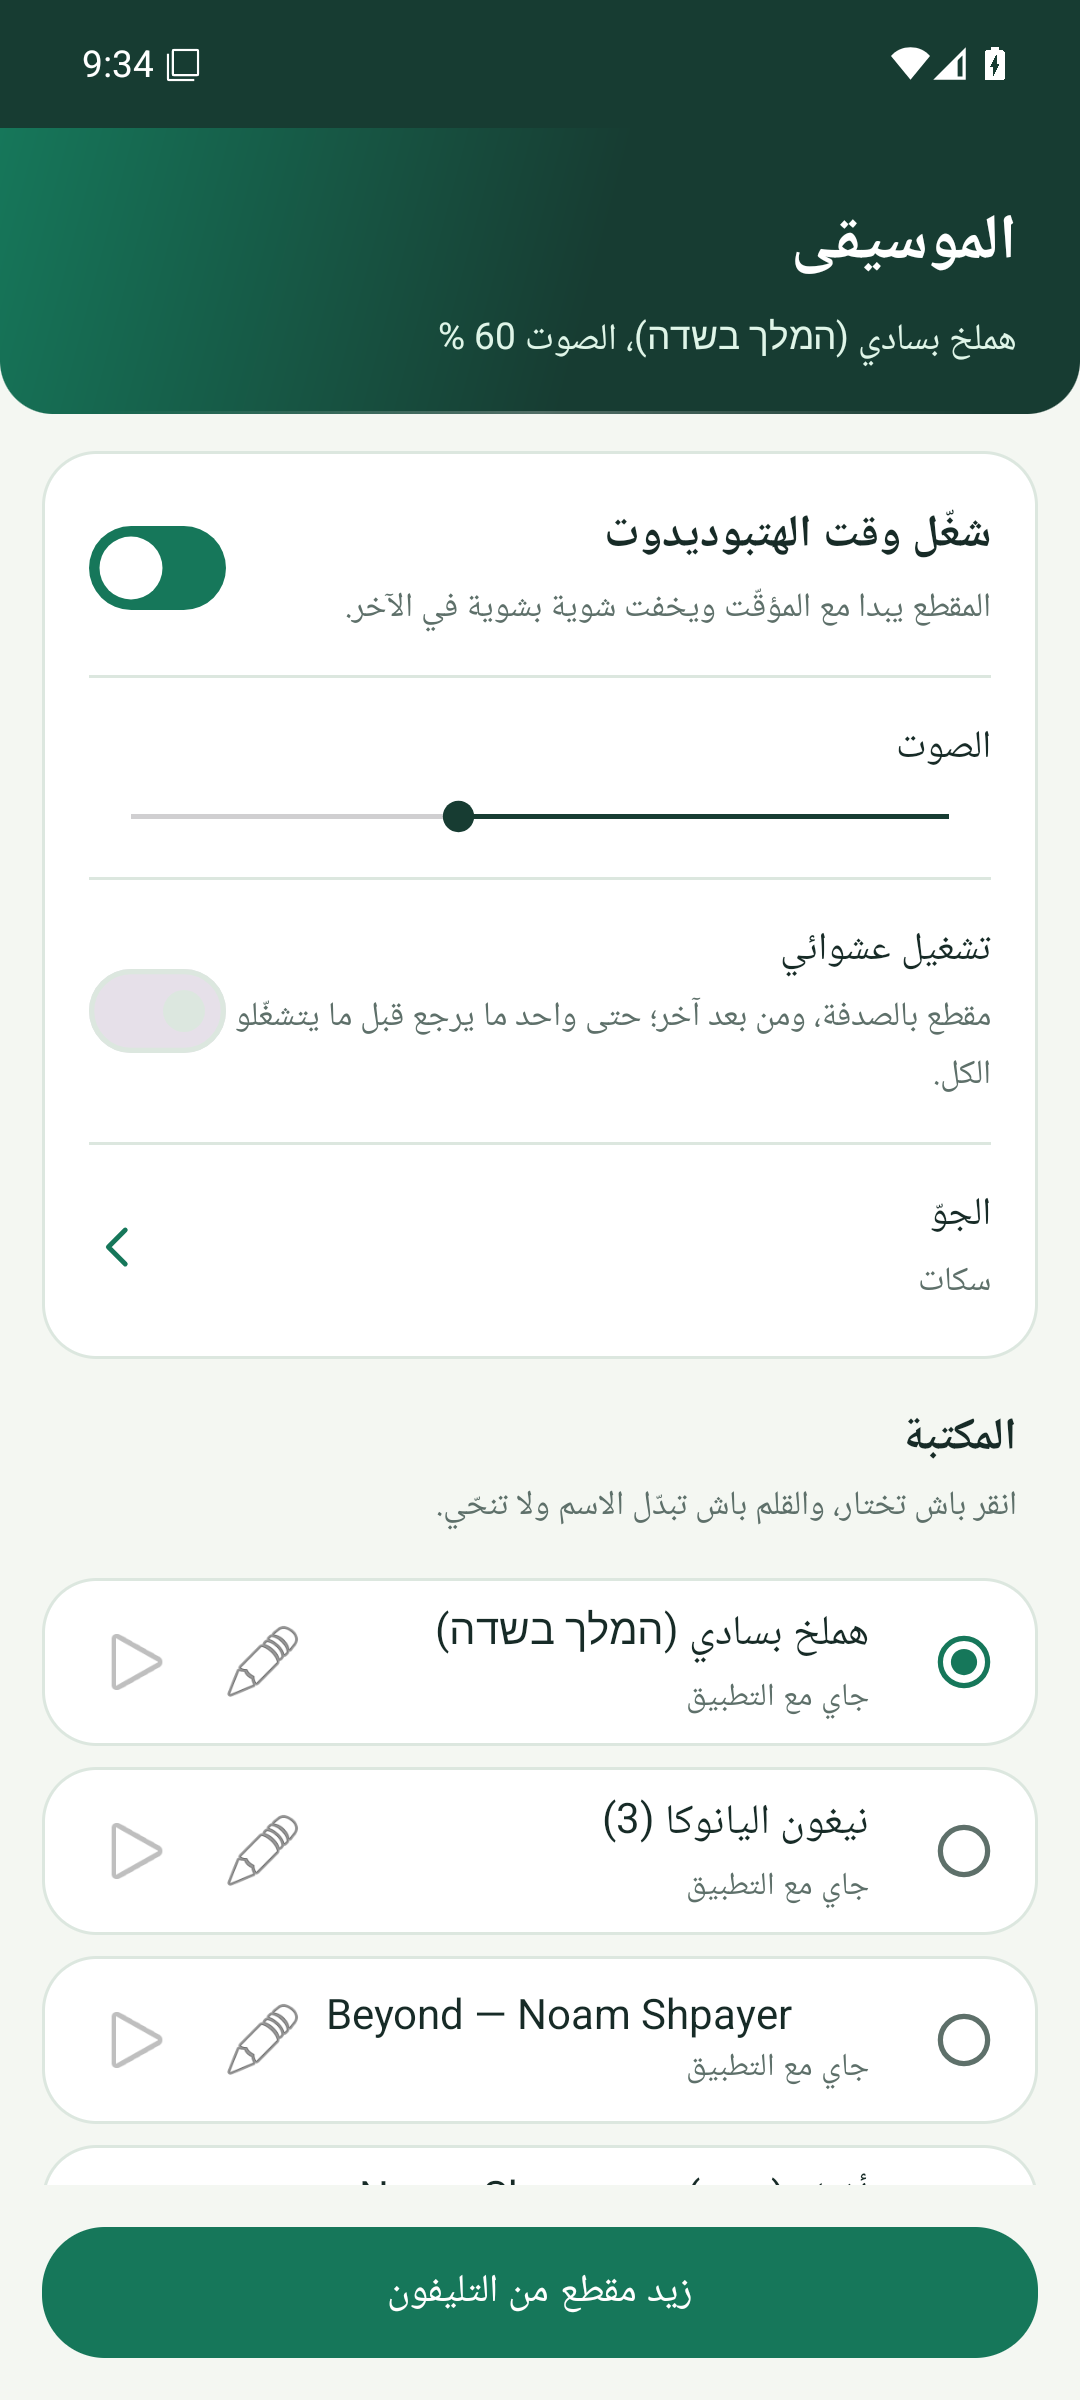 9:34
الموسيقى
هملخ بسادي (המלך בשדה)، الصوت 60 %
شغّل وقت الهتبوديدوت
المقطع يبدا مع المؤقّت ويخفت شوية بشوية في الآخر.
الصوت
تشغيل عشوائي
مقطع بالصدفة، ومن بعد آخر؛ حتى واحد ما يرجع قبل ما يتشغّلو
الكل.
الجوّ
سكات
المكتبة
انقر باش تختار، والقلم باش تبدّل الاسم ولا تنحّي.
هملخ بسادي (המלך בשדה)
جاي مع التطبيق
نيغون اليانوكا (3)
جاي مع التطبيق
Beyond — Noam Shpayer
جاي مع التطبيق
زيد مقطع من التليفون